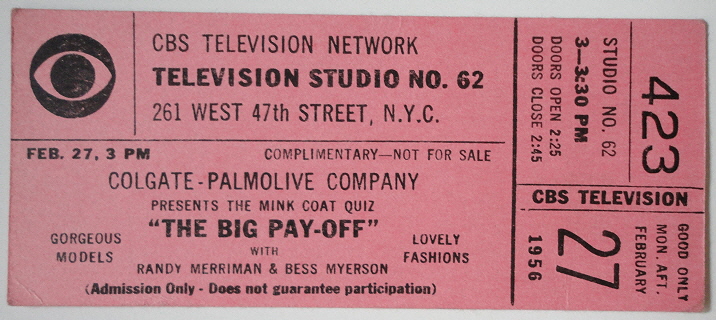 CBS TELEVISION NETWORK
TELEVISION STUDIO NO. 62
261 WEST 47th STREET, N.Y.C.
FEB. 27, 3 PM
COMPLIMENTARY—NOT FOR SALE
COLGATE-PALMOLIVE COMPANY
PRESENTS THE MINK COAT QUIZ
"THE BIG PAY-OFF"
WITH
RANDY MERRIMAN & BESS MYERSON
GORGEOUS
MODELS
LOVELY
FASHIONS
(Admission Only - Does not guarantee participation)
STUDIO NO. 62
3—3:30 PM
DOORS OPEN 2:25
DOORS CLOSE 2:45
423
CBS TELEVISION
GOOD ONLY
MON. AFT.
FEBRUARY
27
1956